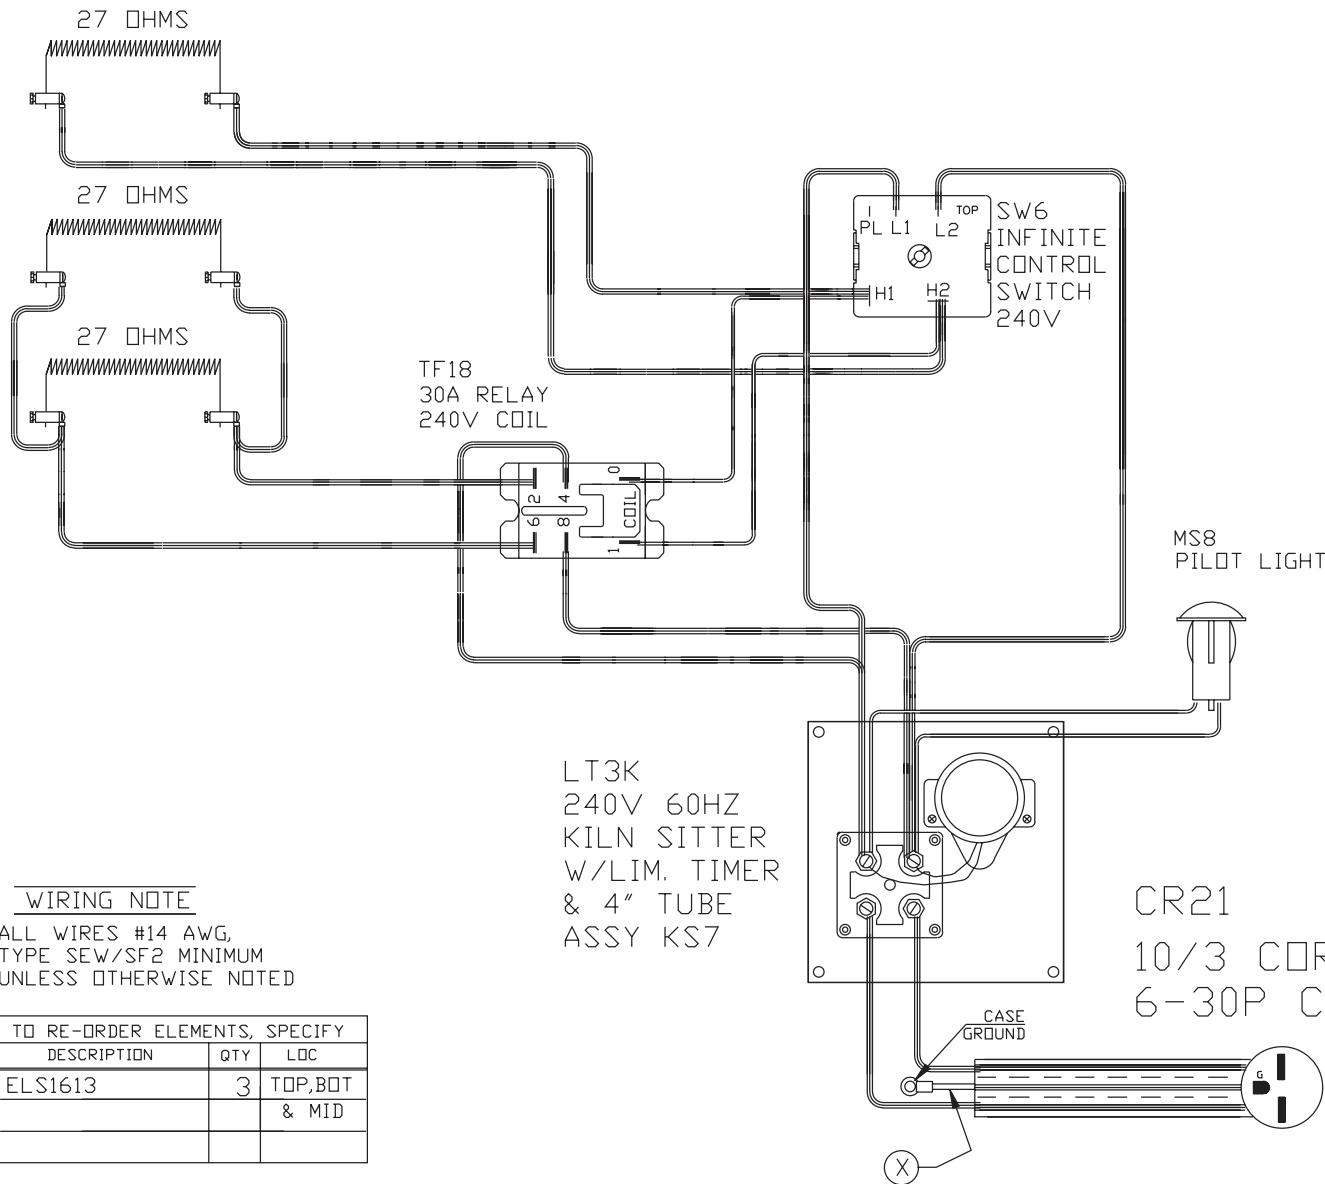 27 OHMS
27 OHMS
27 OHMS
TF18
30A RELAY
240V COIL
2
4
6
8
0
1
COIL
I
PL L1
L2
TOP
H1
H2
SW6
INFINITE
CONTROL
SWITCH
240V
MS8
PILOT LIGHT
LT3K
240V 60HZ
KILN SITTER
W/LIM. TIMER
& 4" TUBE
ASSY KS7
CR21
10/3 COR
6-30P C
CASE
GROUND
G
X
WIRING NOTE
ALL WIRES #14 AWG,
TYPE SEW/SF2 MINIMUM
UNLESS OTHERWISE NOTED
TO RE-ORDER ELEMENTS, SPECIFY
DESCRIPTION QTY LOC
ELS1613 3 TOP,BOT
& MID